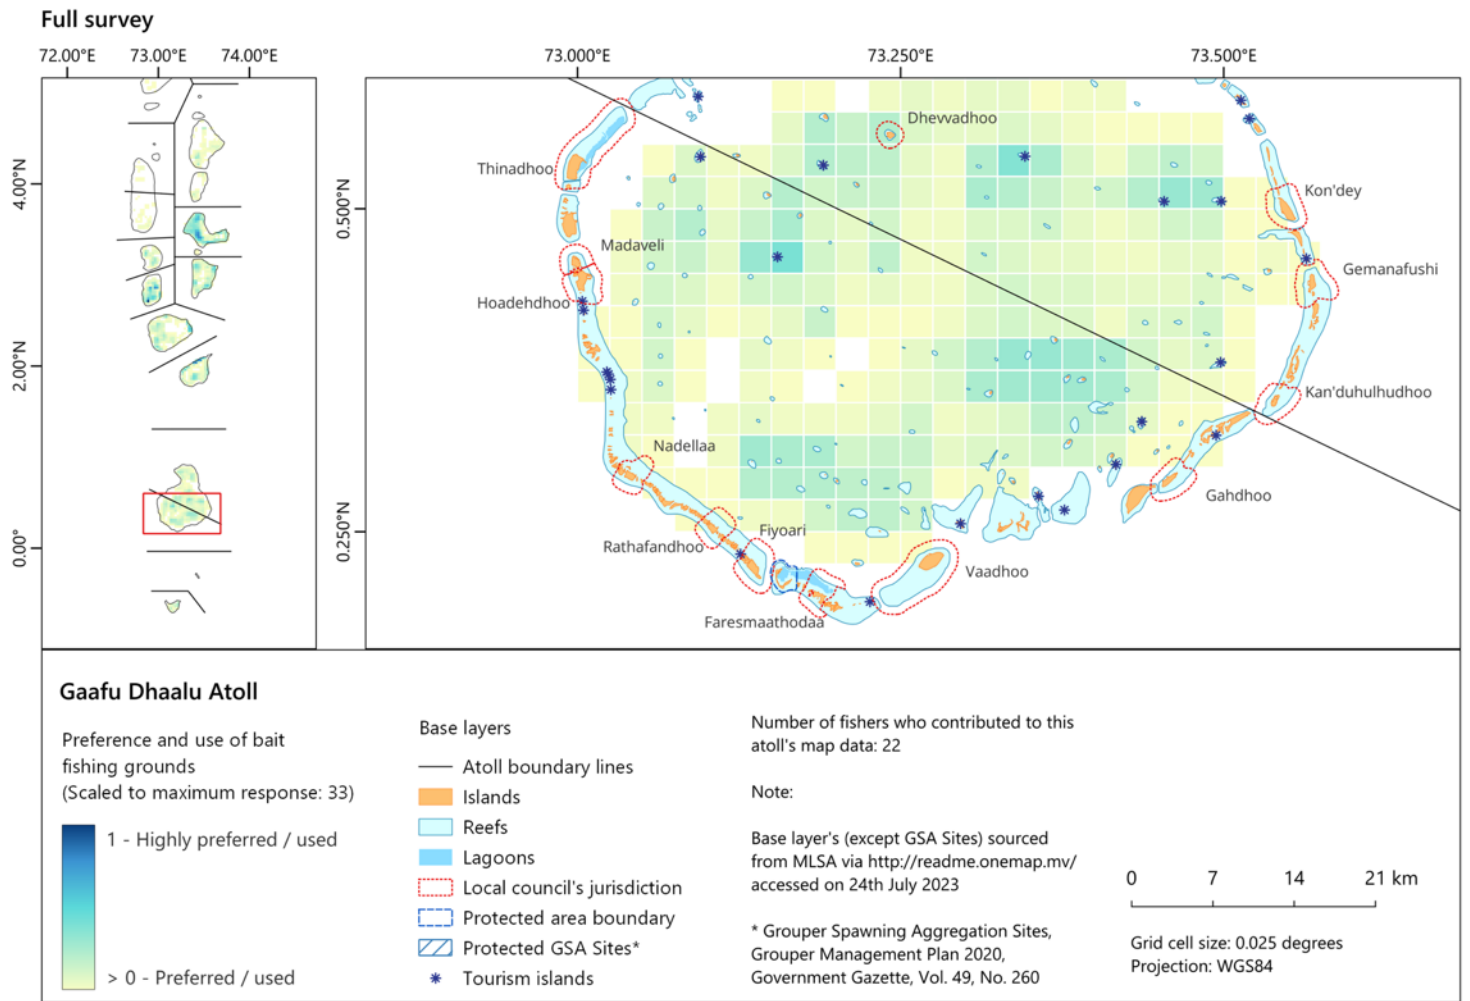 Full survey
72.00°E 73.00°E 74.00°E
73.000°E 73.250°E 73.500°E
4.00°N
2.00°N
0.00°
0.500°N
0.250°N
Dhevvadhoo
Thinadhoo
Kon'dey
Madaveli
Gemanafushi
Hoadehdhoo
Kan'duhulhudhoo
Nadellaa
Gahdhoo
Fiyoari
Rathafandhoo
Vaadhoo
Faresmaathodaa
Gaafu Dhaalu Atoll
Preference and use of bait
fishing grounds
(Scaled to maximum response: 33)
1 - Highly preferred / used
> 0 - Preferred / used
Base layers
Atoll boundary lines
Islands
Reefs
Lagoons
Local council's jurisdiction
Protected area boundary
Protected GSA Sites*
Tourism islands
Number of fishers who contributed to this
atoll's map data: 22
Note:
Base layer's (except GSA Sites) sourced
from MLSA via http://readme.onemap.mv/
accessed on 24th July 2023
* Grouper Spawning Aggregation Sites,
Grouper Management Plan 2020,
Government Gazette, Vol. 49, No. 260
0 7 14 21 km
Grid cell size: 0.025 degrees
Projection: WGS84